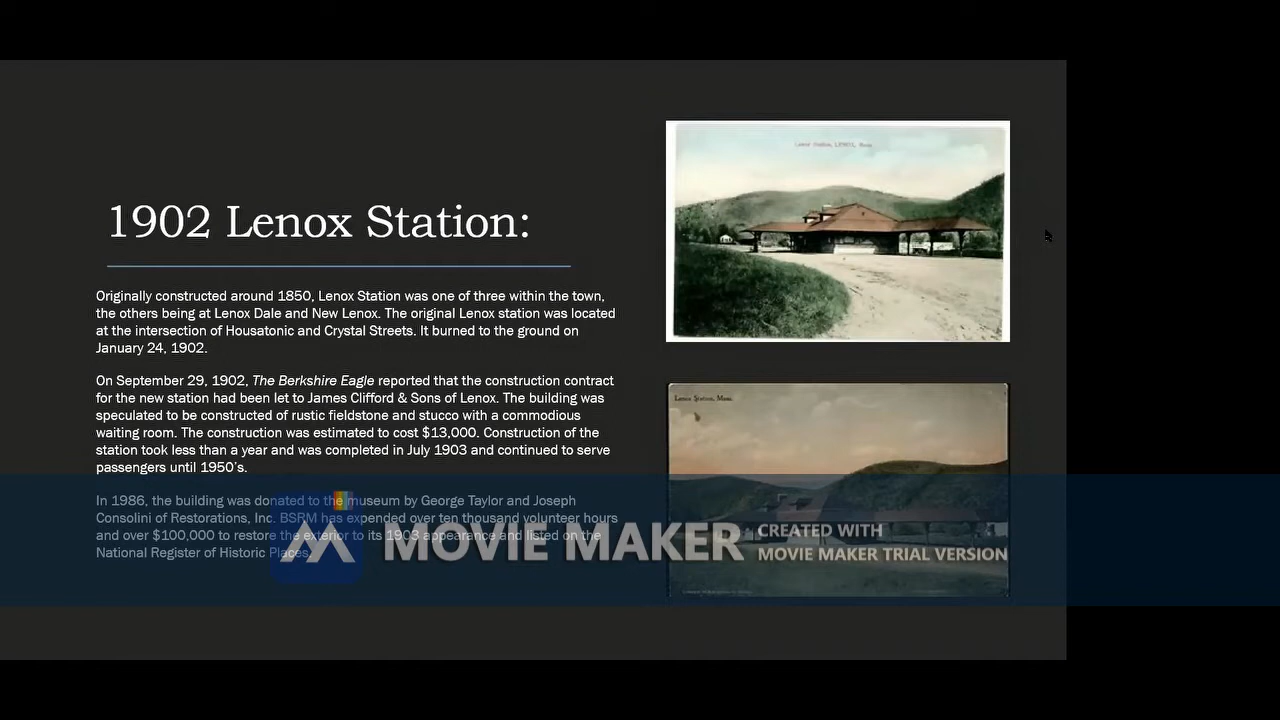 1902 Lenox Station:
Originally constructed around 1850, Lenox Station was one of three within the town,
the others being at Lenox Dale and New Lenox. The original Lenox station was located
at the intersection of Housatonic and Crystal Streets. It burned to the ground on
January 24, 1902.
On September 29, 1902, The Berkshire Eagle reported that the construction contract
for the new station had been let to James Clifford & Sons of Lenox. The building was
speculated to be constructed of rustic fieldstone and stucco with a commodious
waiting room. The construction was estimated to cost $13,000. Construction of the
station took less than a year and was completed in July 1903 and continued to serve
passengers until 1950's.
In 1986, the building was donated to the museum by George Taylor and Joseph
Consolini of Restorations, Inc. BSRM has expended over ten thousand volunteer hours
and over $100,000 to restore the exterior to its 1903 appearance and listed on the
National Register of Historic Places.
Lenox Station, LENOX, Mass.
Lenox Station, Mass.
MOVIE MAKER
CREATED WITH
MOVIE MAKER TRIAL VERSION